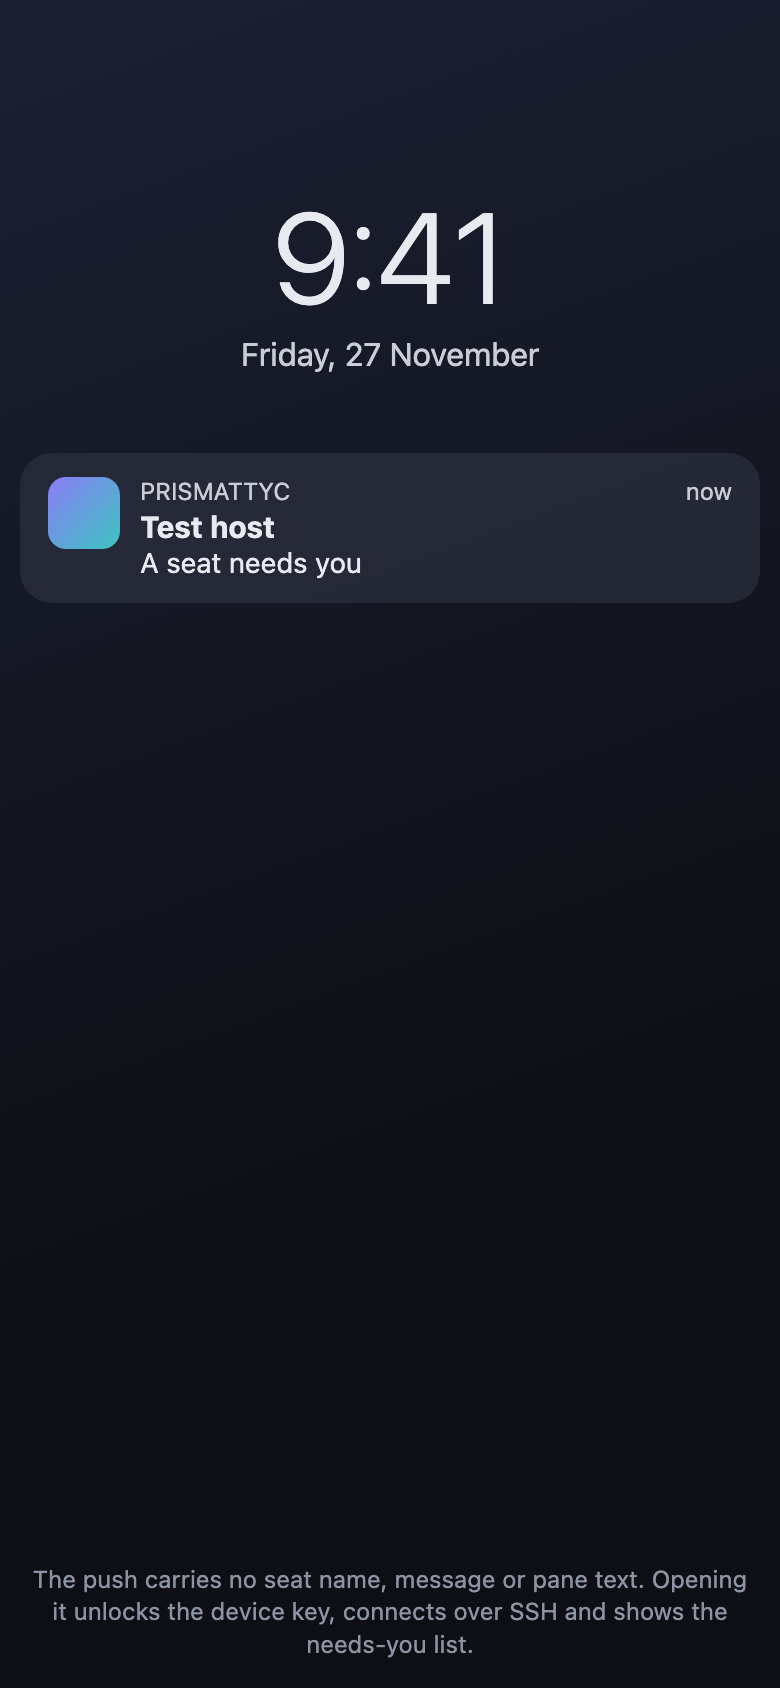 9:41
Friday, 27 November
PRISMATTYC
now
Test host
A seat needs you
The push carries no seat name, message or pane text. Opening
it unlocks the device key, connects over SSH and shows the
needs-you list.